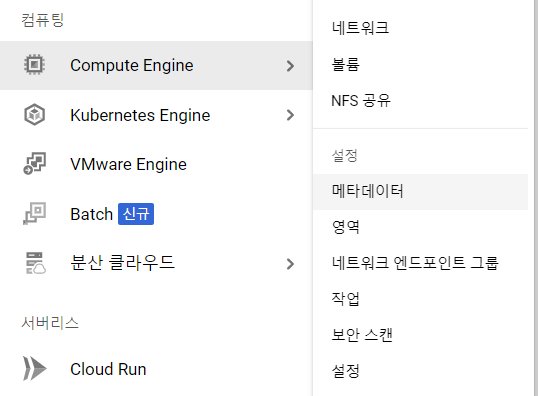 컴퓨팅
Compute Engine
Kubernetes Engine
VMware Engine
Batch 신규
분산 클라우드
서버리스
Cloud Run
네트워크
볼륨
NFS 공유
설정
메타데이터
영역
네트워크 엔드포인트 그룹
작업
보안 스캔
설정